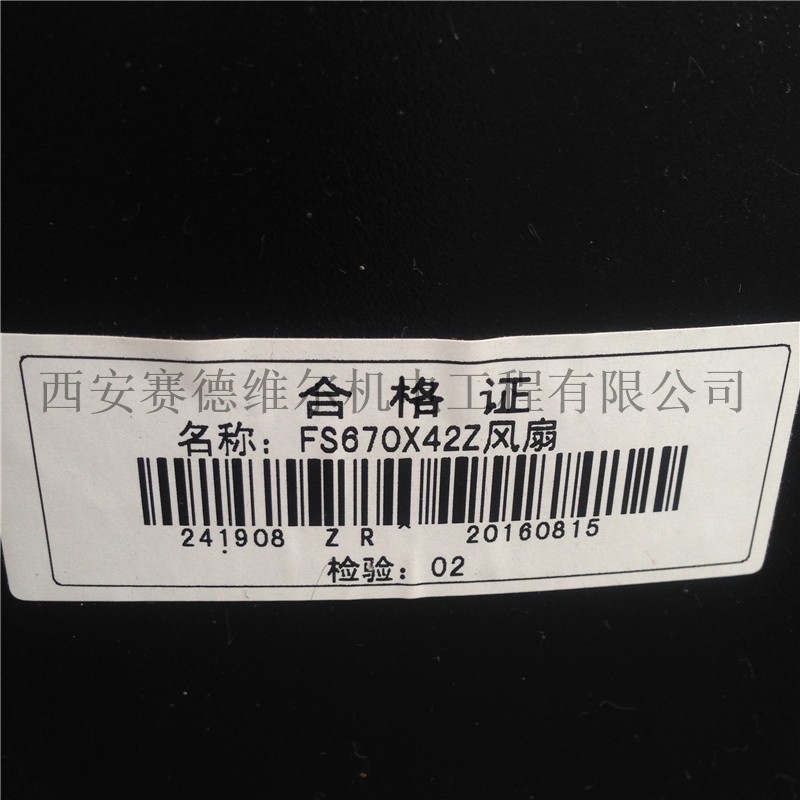 西安赛德维尔机电工程有限公司
合格证
名称：FS670X42Z风扇
241908 ZR 20160815
检验：02